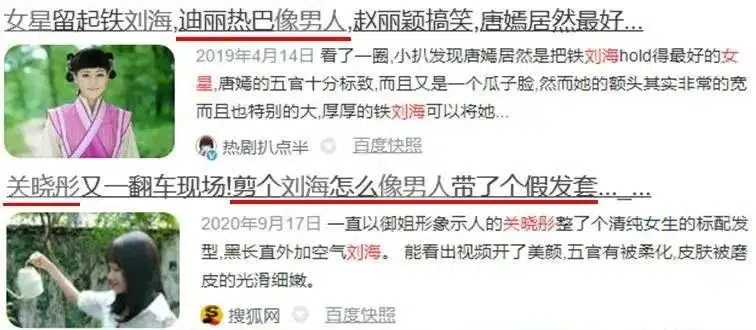 女星留起铁刘海,迪丽热巴像男人,赵丽颖搞笑,唐嫣居然最好...
2019年4月14日 看了一圈,小扒发现唐嫣居然是把铁刘海hold得最好的女
星,唐嫣的五官十分标致,而且又是一个瓜子脸,然而她的额头其实非常的宽
而且也特别的大,厚厚的铁刘海可以将她...
热剧扒点半 百度快照
关晓彤又一翻车现场!剪个刘海怎么像男人带了个假发套..._...
2020年9月17日 一直以御姐形象示人的关晓彤整了个清纯女生的标配发
型,黑长直外加空气刘海。 能看出视频开了美颜,五官有被柔化,皮肤被磨
皮的光滑细嫩。
搜狐网 百度快照